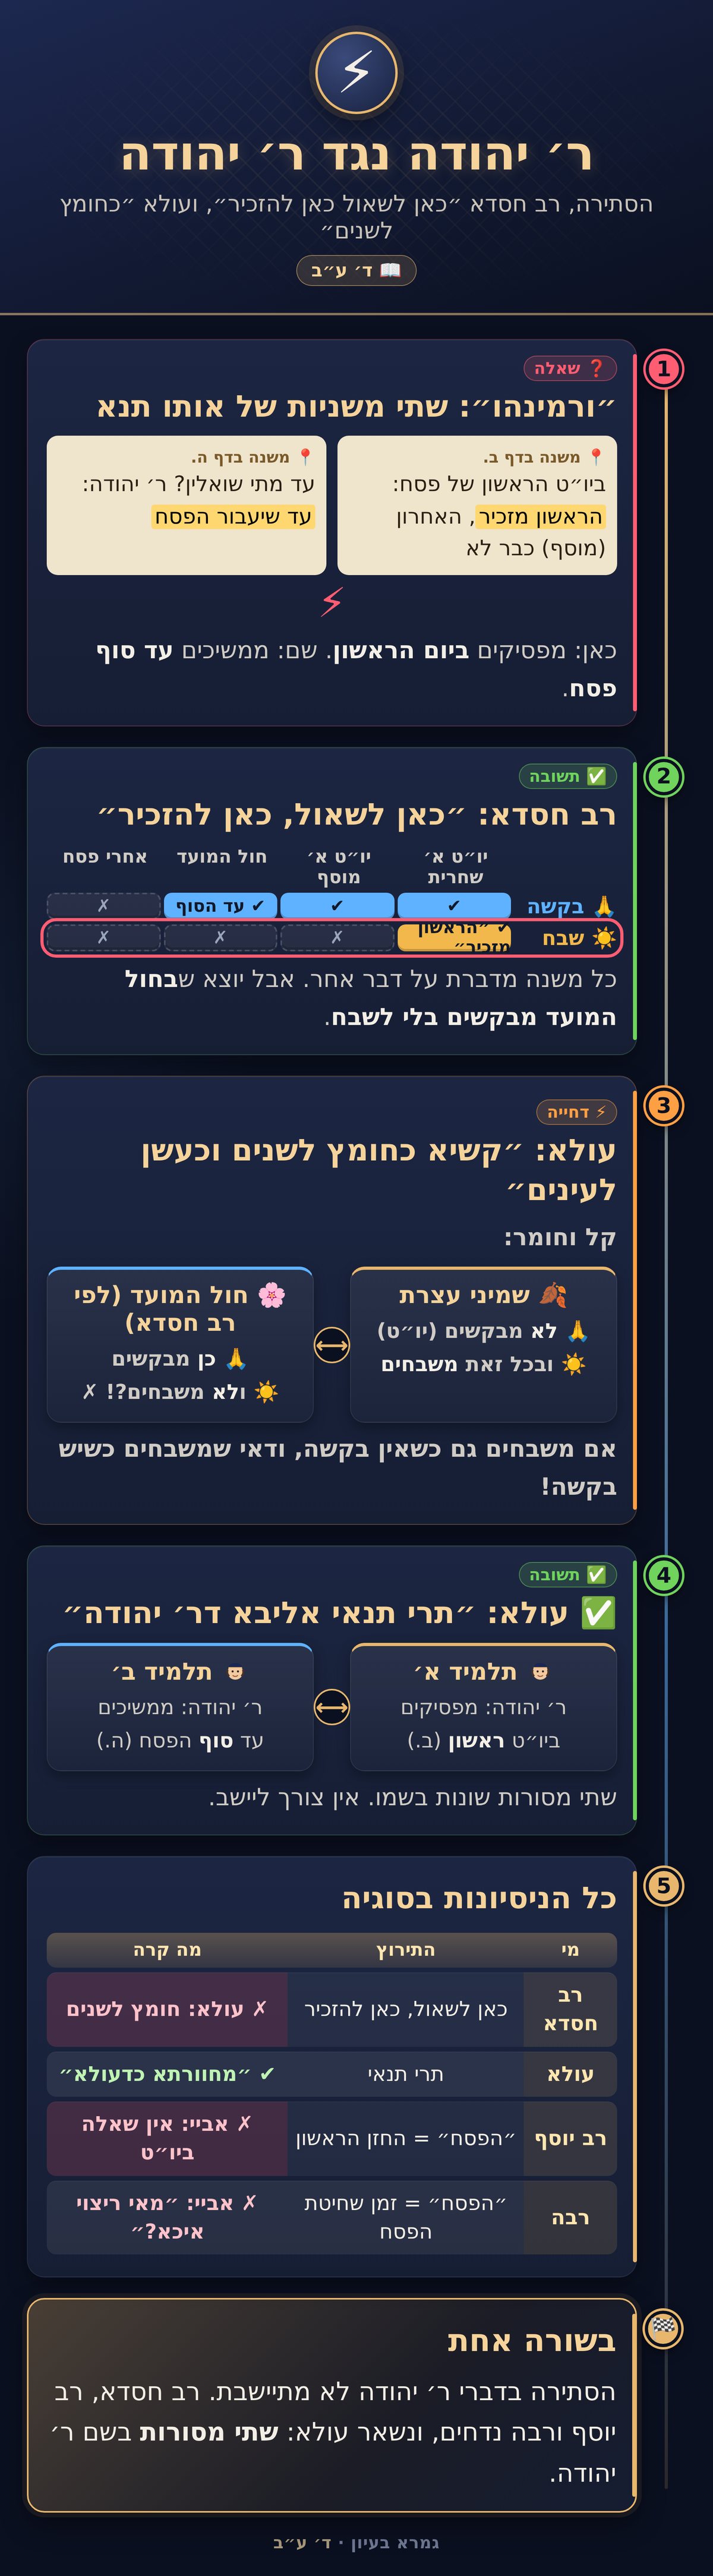 ⚡
ר׳ יהודה נגד ר׳ יהודה
הסתירה, רב חסדא ״כאן לשאול כאן להזכיר״, ועולא ״כחומץ
לשנים״
📖 ד׳ ע״ב
1
❓ שאלה
״ורמינהו״: שתי משניות של אותו תנא
📍 משנה בדף ב.
ביו״ט הראשון של פסח:
הראשון מזכיר, האחרון
(מוסף) כבר לא
📍 משנה בדף ה.
עד מתי שואלין? ר׳ יהודה:
עד שיעבור הפסח
⚡
כאן: מפסיקים ביום הראשון. שם: ממשיכים עד סוף
פסח.
2
✅ תשובה
רב חסדא: ״כאן לשאול, כאן להזכיר״
יו״ט א׳ שחרית יו״ט א׳ מוסף חול המועד אחרי פסח
🙏 בקשה ✔ ✔ ✔ עד הסוף ✗
☀️ שבח ✔ ״הראשון מזכיר״ ✗ ✗ ✗
כל משנה מדברת על דבר אחר. אבל יוצא שבחול
המועד מבקשים בלי לשבח.
3
⚡ דחייה
עולא: ״קשיא כחומץ לשנים וכעשן
לעינים״
קל וחומר:
🍂 שמיני עצרת
🙏 לא מבקשים (יו״ט)
☀️ ובכל זאת משבחים
⟷
🌸 חול המועד (לפי
רב חסדא)
🙏 כן מבקשים
☀️ ולא משבחים?! ✗
אם משבחים גם כשאין בקשה, ודאי שמשבחים כשיש
בקשה!
4
✅ תשובה
✅ עולא: ״תרי תנאי אליבא דר׳ יהודה״
תלמיד א׳
ר׳ יהודה: מפסיקים
ביו״ט ראשון (ב.)
⟷
תלמיד ב׳
ר׳ יהודה: ממשיכים
עד סוף הפסח (ה.)
שתי מסורות שונות בשמו. אין צורך ליישב.
5
כל הניסיונות בסוגיה
מי התירוץ מה קרה
רב חסדא כאן לשאול, כאן להזכיר ✗ עולא: חומץ לשנים
עולא תרי תנאי ✔ ״מחוורתא כדעולא״
רב יוסף ״הפסח״ = החזן הראשון ✗ אביי: אין שאלה ביו״ט
רבה ״הפסח״ = זמן שחיטת הפסח ✗ אביי: ״מאי ריצוי איכא?״
🏁
בשורה אחת
הסתירה בדברי ר׳ יהודה לא מתיישבת. רב חסדא, רב
יוסף ורבה נדחים, ונשאר עולא: שתי מסורות בשם ר׳
יהודה.
גמרא בעיון · ד׳ ע״ב